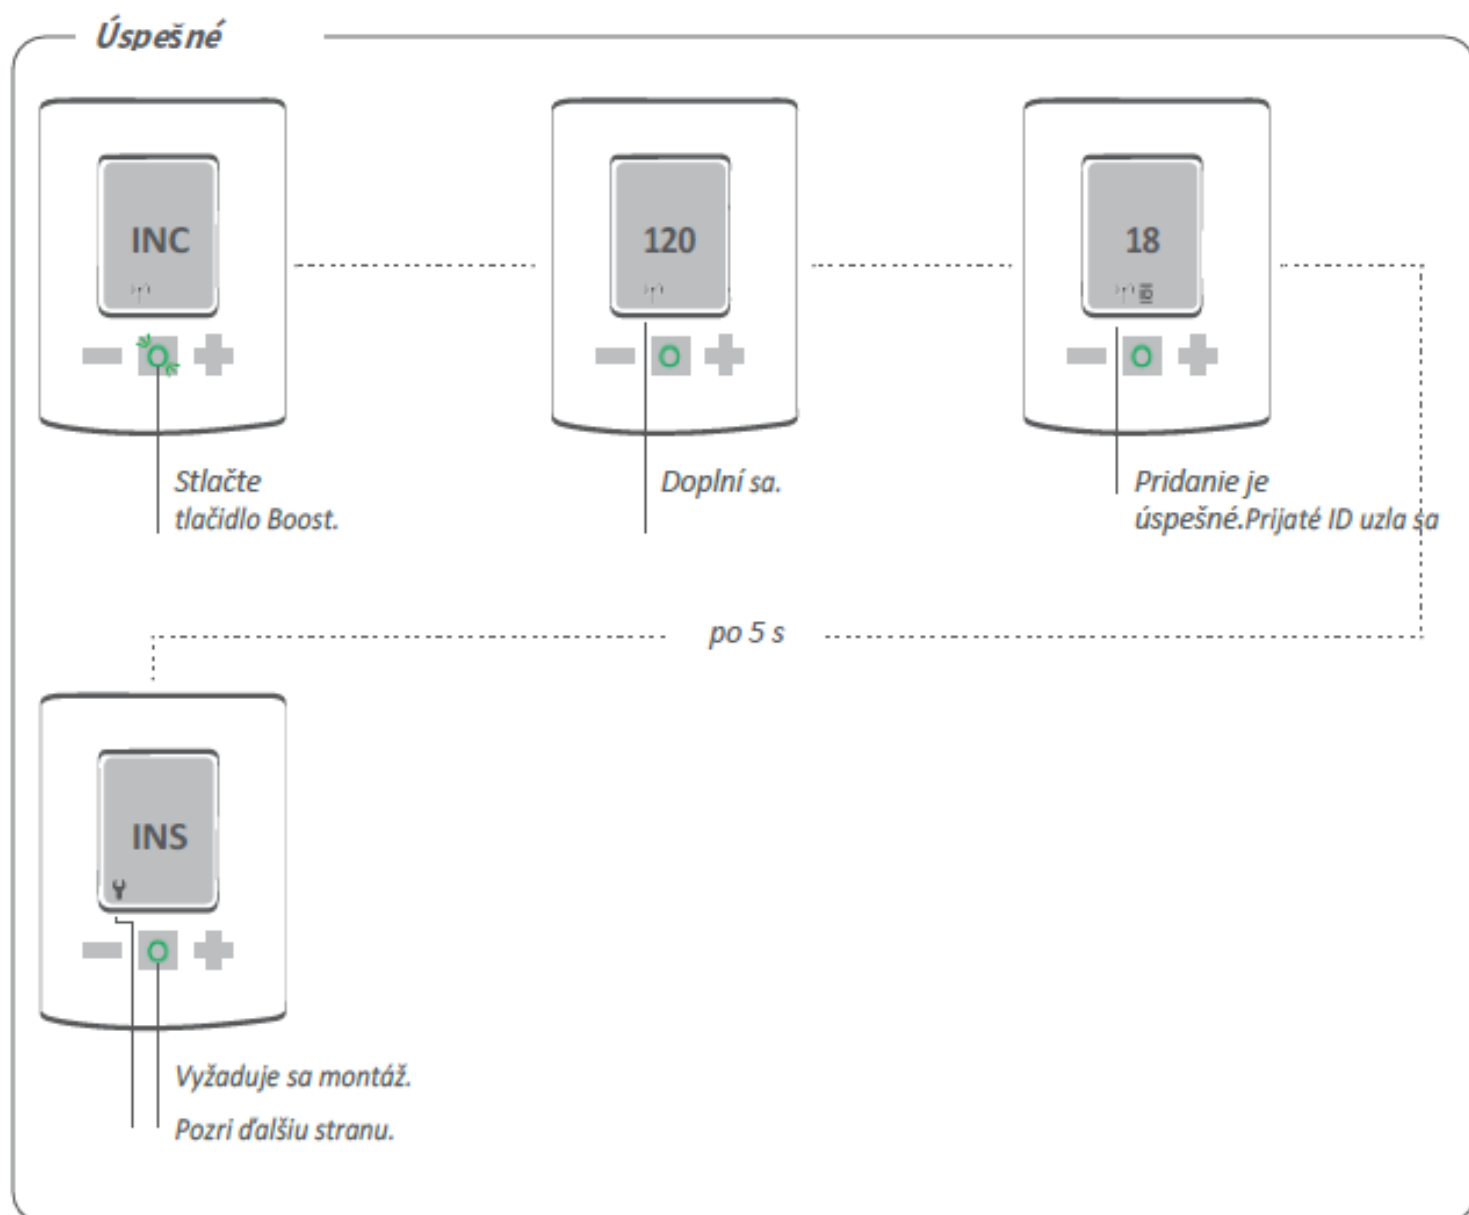 Úspešné
INC
120
18
ID
Stlačte
tlačidlo Boost.
Doplní sa.
Pridanie je
úspešné.Prijaté ID uzla sa
po 5 s
INS
Vyžaduje sa montáž.
Pozri ďalšiu stranu.